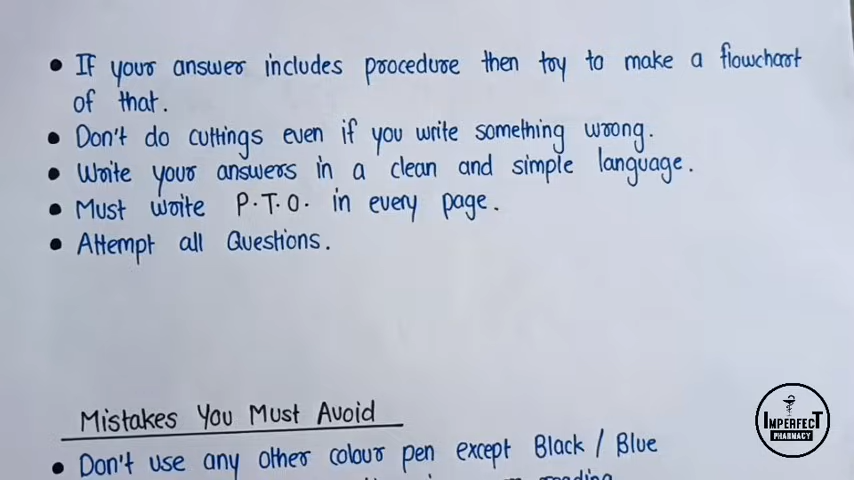 • If your answer includes procedure then try to make a flowchart
of that.
• Don't do cuttings even if you write something wrong.
• Write your answers in a clean and simple language.
• Must write P.T.O. in every page.
• Attempt all Questions.
Mistakes You Must Avoid
• Don't use any other colour pen except Black / Blue
reading
IMPERFECT
PHARMACY